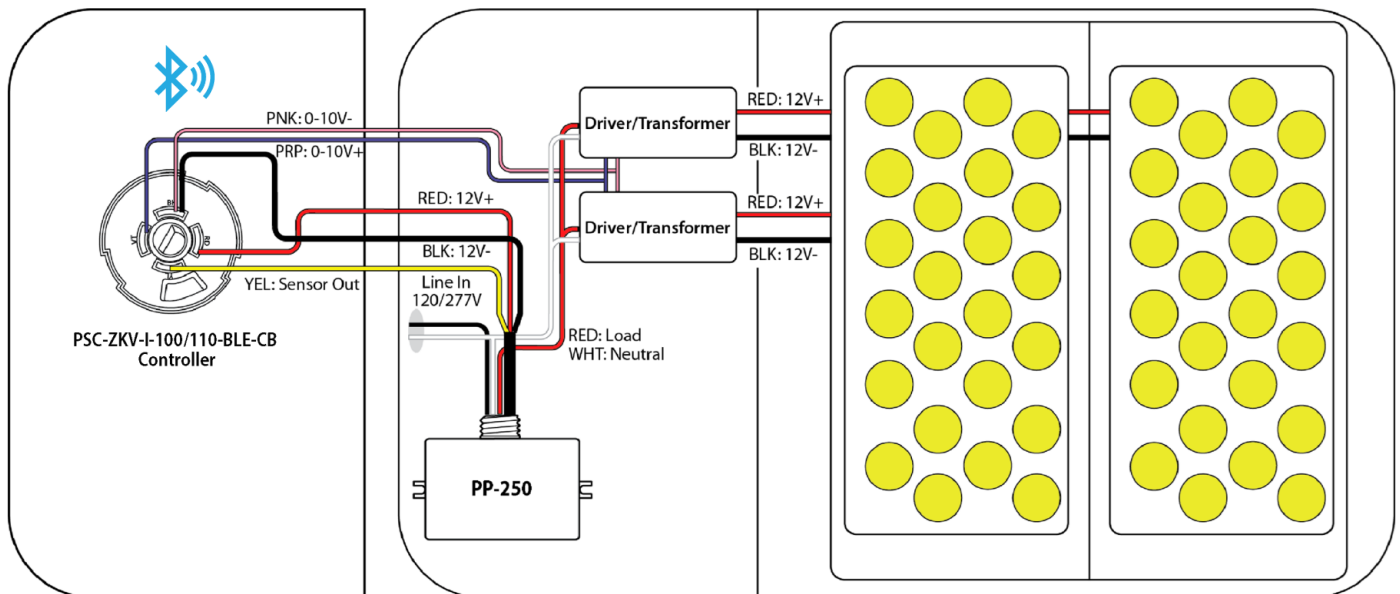 PNK: 0-10V-
PRP: 0-10V+
RED: 12V+
BLK: 12V-
YEL: Sensor Out
Line In
120/277V
RD
PSC-ZKV-I-100/110-BLE-CB
Controller
Driver/Transformer
RED: 12V+
BLK: 12V-
Driver/Transformer
RED: 12V+
BLK: 12V-
RED: Load
WHT: Neutral
PP-250